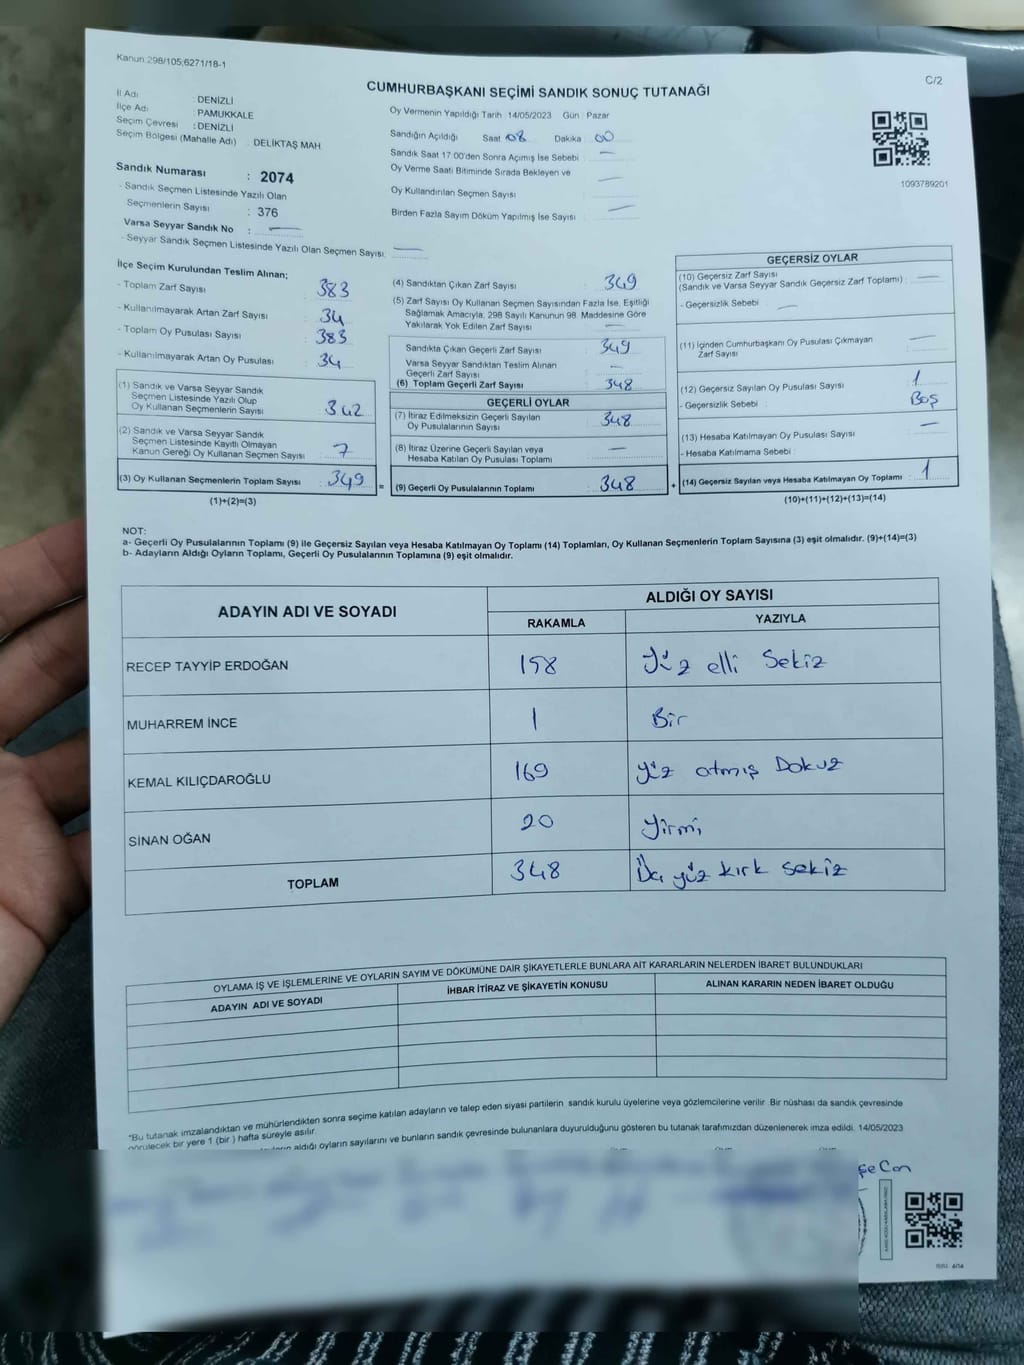 Kanun 298/105;6271/18-1
C/2
CUMHURBAŞKANI SEÇİMİ SANDIK SONUÇ TUTANAĞI
İl Adı : DENİZLİ
İlçe Adı : PAMUKKALE
Seçim Çevresi : DENİZLİ
Seçim Bölgesi (Mahalle Adı) : DELİKTAŞ MAH
Oy Vermenin Yapıldığı Tarih 14/05/2023 Gün : Pazar
Sandığın Açıldığı Saat 08 Dakika 00
Sandık Saat 17 00'den Sonra Açılmış İse Sebebi : —
Oy Verme Saati Bitiminde Sırada Bekleyen ve
Oy Kullandırılan Seçmen Sayısı : —
Birden Fazla Sayım Döküm Yapılmış İse Sayısı : —
1093789201
Sandık Numarası : 2074
- Sandık Seçmen Listesinde Yazılı Olan
Seçmenlerin Sayısı : 376
Varsa Seyyar Sandık No : —
- Seyyar Sandık Seçmen Listesinde Yazılı Olan Seçmen Sayısı: —
İlçe Seçim Kurulundan Teslim Alınan;
- Toplam Zarf Sayısı : 383
- Kullanılmayarak Artan Zarf Sayısı : 34
- Toplam Oy Pusulası Sayısı : 383
- Kullanılmayarak Artan Oy Pusulası : 34
(1) Sandık ve Varsa Seyyar Sandık
Seçmen Listesinde Yazılı Olup
Oy Kullanan Seçmenlerin Sayısı : 342
(2) Sandık ve Varsa Seyyar Sandık
Seçmen Listesinde Kayıtlı Olmayan
Kanun Gereği Oy Kullanan Seçmen Sayısı : 7
(3) Oy Kullanan Seçmenlerin Toplam Sayısı : 349 =
(1)+(2)=(3)
(4) Sandıktan Çıkan Zarf Sayısı : 349
(5) Zarf Sayısı Oy Kullanan Seçmen Sayısından Fazla İse, Eşitliği
Sağlamak Amacıyla, 298 Sayılı Kanunun 98. Maddesine Göre
Yakılarak Yok Edilen Zarf Sayısı : —
Sandıkta Çıkan Geçerli Zarf Sayısı : 349
Varsa Seyyar Sandıktan Teslim Alınan
Geçerli Zarf Sayısı : —
(6) Toplam Geçerli Zarf Sayısı : 348
GEÇERLİ OYLAR
(7) İtiraz Edilmeksizin Geçerli Sayılan
Oy Pusulalarının Sayısı : 348
(8) İtiraz Üzerine Geçerli Sayılan veya
Hesaba Katılan Oy Pusulası Toplamı : —
(9) Geçerli Oy Pusulalarının Toplamı : 348 +
GEÇERSİZ OYLAR
(10) Geçersiz Zarf Sayısı
(Sandık ve Varsa Seyyar Sandık Geçersiz Zarf Toplamı) : —
- Geçersizlik Sebebi : —
(11) İçinden Cumhurbaşkanı Oy Pusulası Çıkmayan
Zarf Sayısı : —
(12) Geçersiz Sayılan Oy Pusulası Sayısı : 1
- Geçersizlik Sebebi : Boş
(13) Hesaba Katılmayan Oy Pusulası Sayısı : —
- Hesaba Katılmama Sebebi :
(14) Geçersiz Sayılan veya Hesaba Katılmayan Oy Toplamı : 1
(10)+(11)+(12)+(13)=(14)
NOT:
a- Geçerli Oy Pusulalarının Toplamı (9) ile Geçersiz Sayılan veya Hesaba Katılmayan Oy Toplamı (14) Toplamları, Oy Kullanan Seçmenlerin Toplam Sayısına (3) eşit olmalıdır. (9)+(14)=(3)
b- Adayların Aldığı Oyların Toplamı, Geçerli Oy Pusulalarının Toplamına (9) eşit olmalıdır.
ADAYIN ADI VE SOYADI
ALDIĞI OY SAYISI
RAKAMLA YAZIYLA
RECEP TAYYİP ERDOĞAN 158 Yüz elli Sekiz
MUHARREM İNCE 1 Bir
KEMAL KILIÇDAROĞLU 169 Yüz atmış Dokuz
SİNAN OĞAN 20 Yirmi
TOPLAM 348 Üç yüz kırk sekiz
OYLAMA İŞ VE İŞLEMLERİNE VE OYLARIN SAYIM VE DÖKÜMÜNE DAİR ŞİKAYETLERLE BUNLARA AİT KARARLARIN NELERDEN İBARET BULUNDUKLARI
ADAYIN ADI VE SOYADI İHBAR İTİRAZ VE ŞİKAYETİN KONUSU ALINAN KARARIN NEDEN İBARET OLDUĞU
*Bu tutanak imzalandıktan ve mühürlendikten sonra seçime katılan adayların ve talep eden siyasi partilerin sandık kurulu üyelerine veya gözlemcilerine verilir. Bir nüshası da sandık çevresinde
görülecek bir yere 1 (bir) hafta süreyle asılır.
aldığı oyların sayılarını ve bunların sandık çevresinde bulunanlara duyurulduğunu gösteren bu tutanak tarafımızdan düzenlenerek imza edildi. 14/05/2023